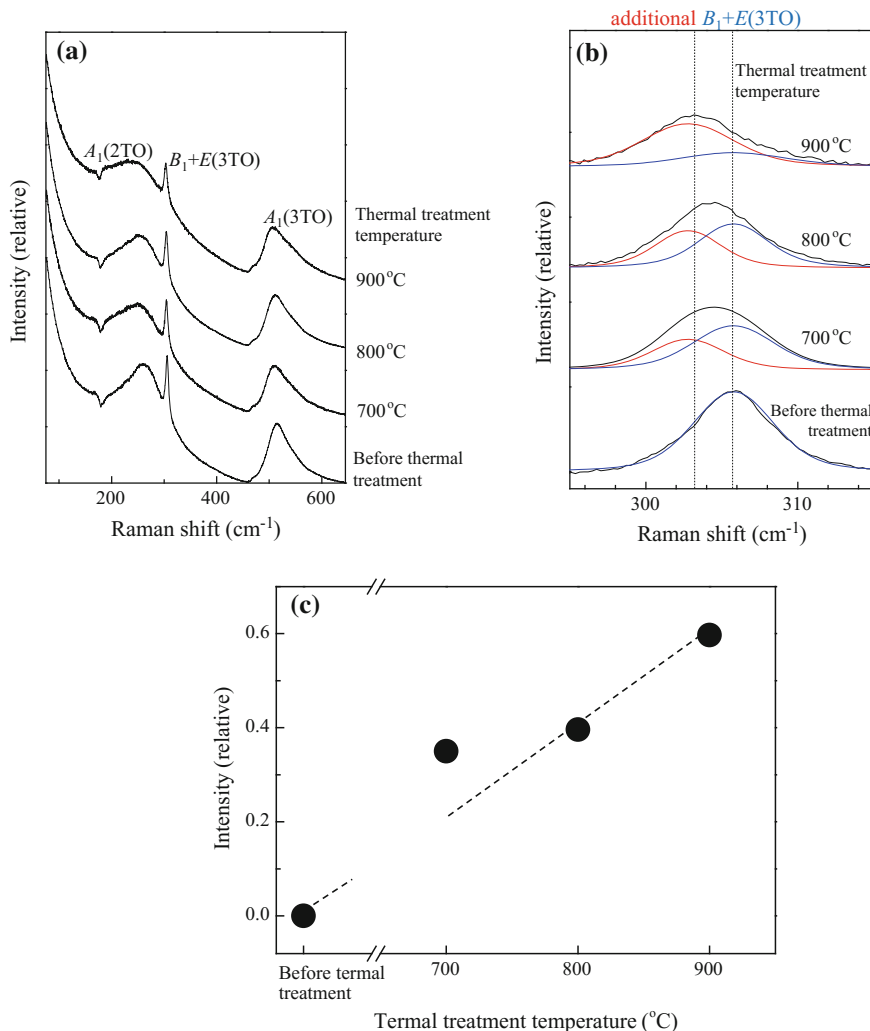 (a)
A₁(2TO)
B₁+E(3TO)
A₁(3TO)
Thermal treatment
temperature
900°C
800°C
700°C
Before thermal
treatment
Intensity (relative)
200
400
600
Raman shift (cm⁻¹)
additional B₁+E(3TO)
(b)
Thermal treatment
temperature
900°C
800°C
700°C
Before thermal
treatment
Intensity (relative)
300
310
Raman shift (cm⁻¹)
(c)
Intensity (relative)
0.6
0.4
0.2
0.0
Before termal
treatment
700
800
900
Termal treatment temperature (°C)